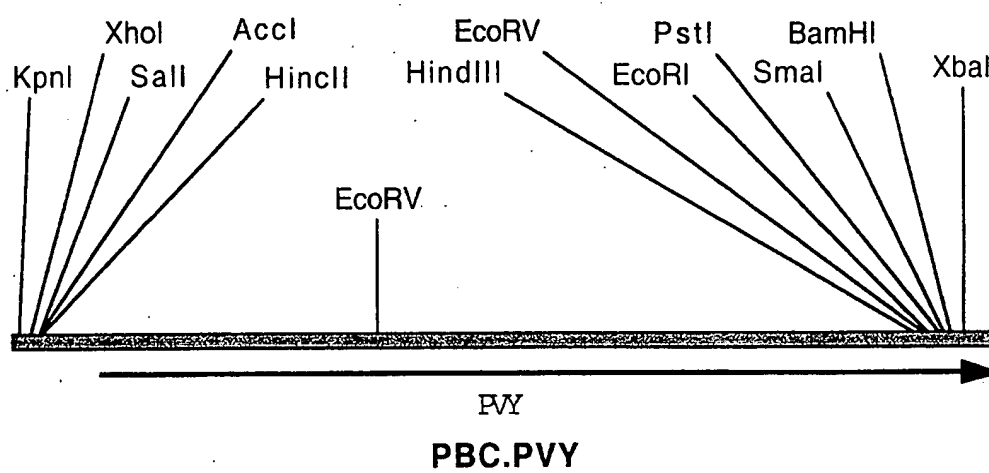 XhoI AccI EcoRV PstI BamHI
KpnI SalI HincII HindIII EcoRI SmaI XbaI
EcoRV
PVY
PBC.PVY